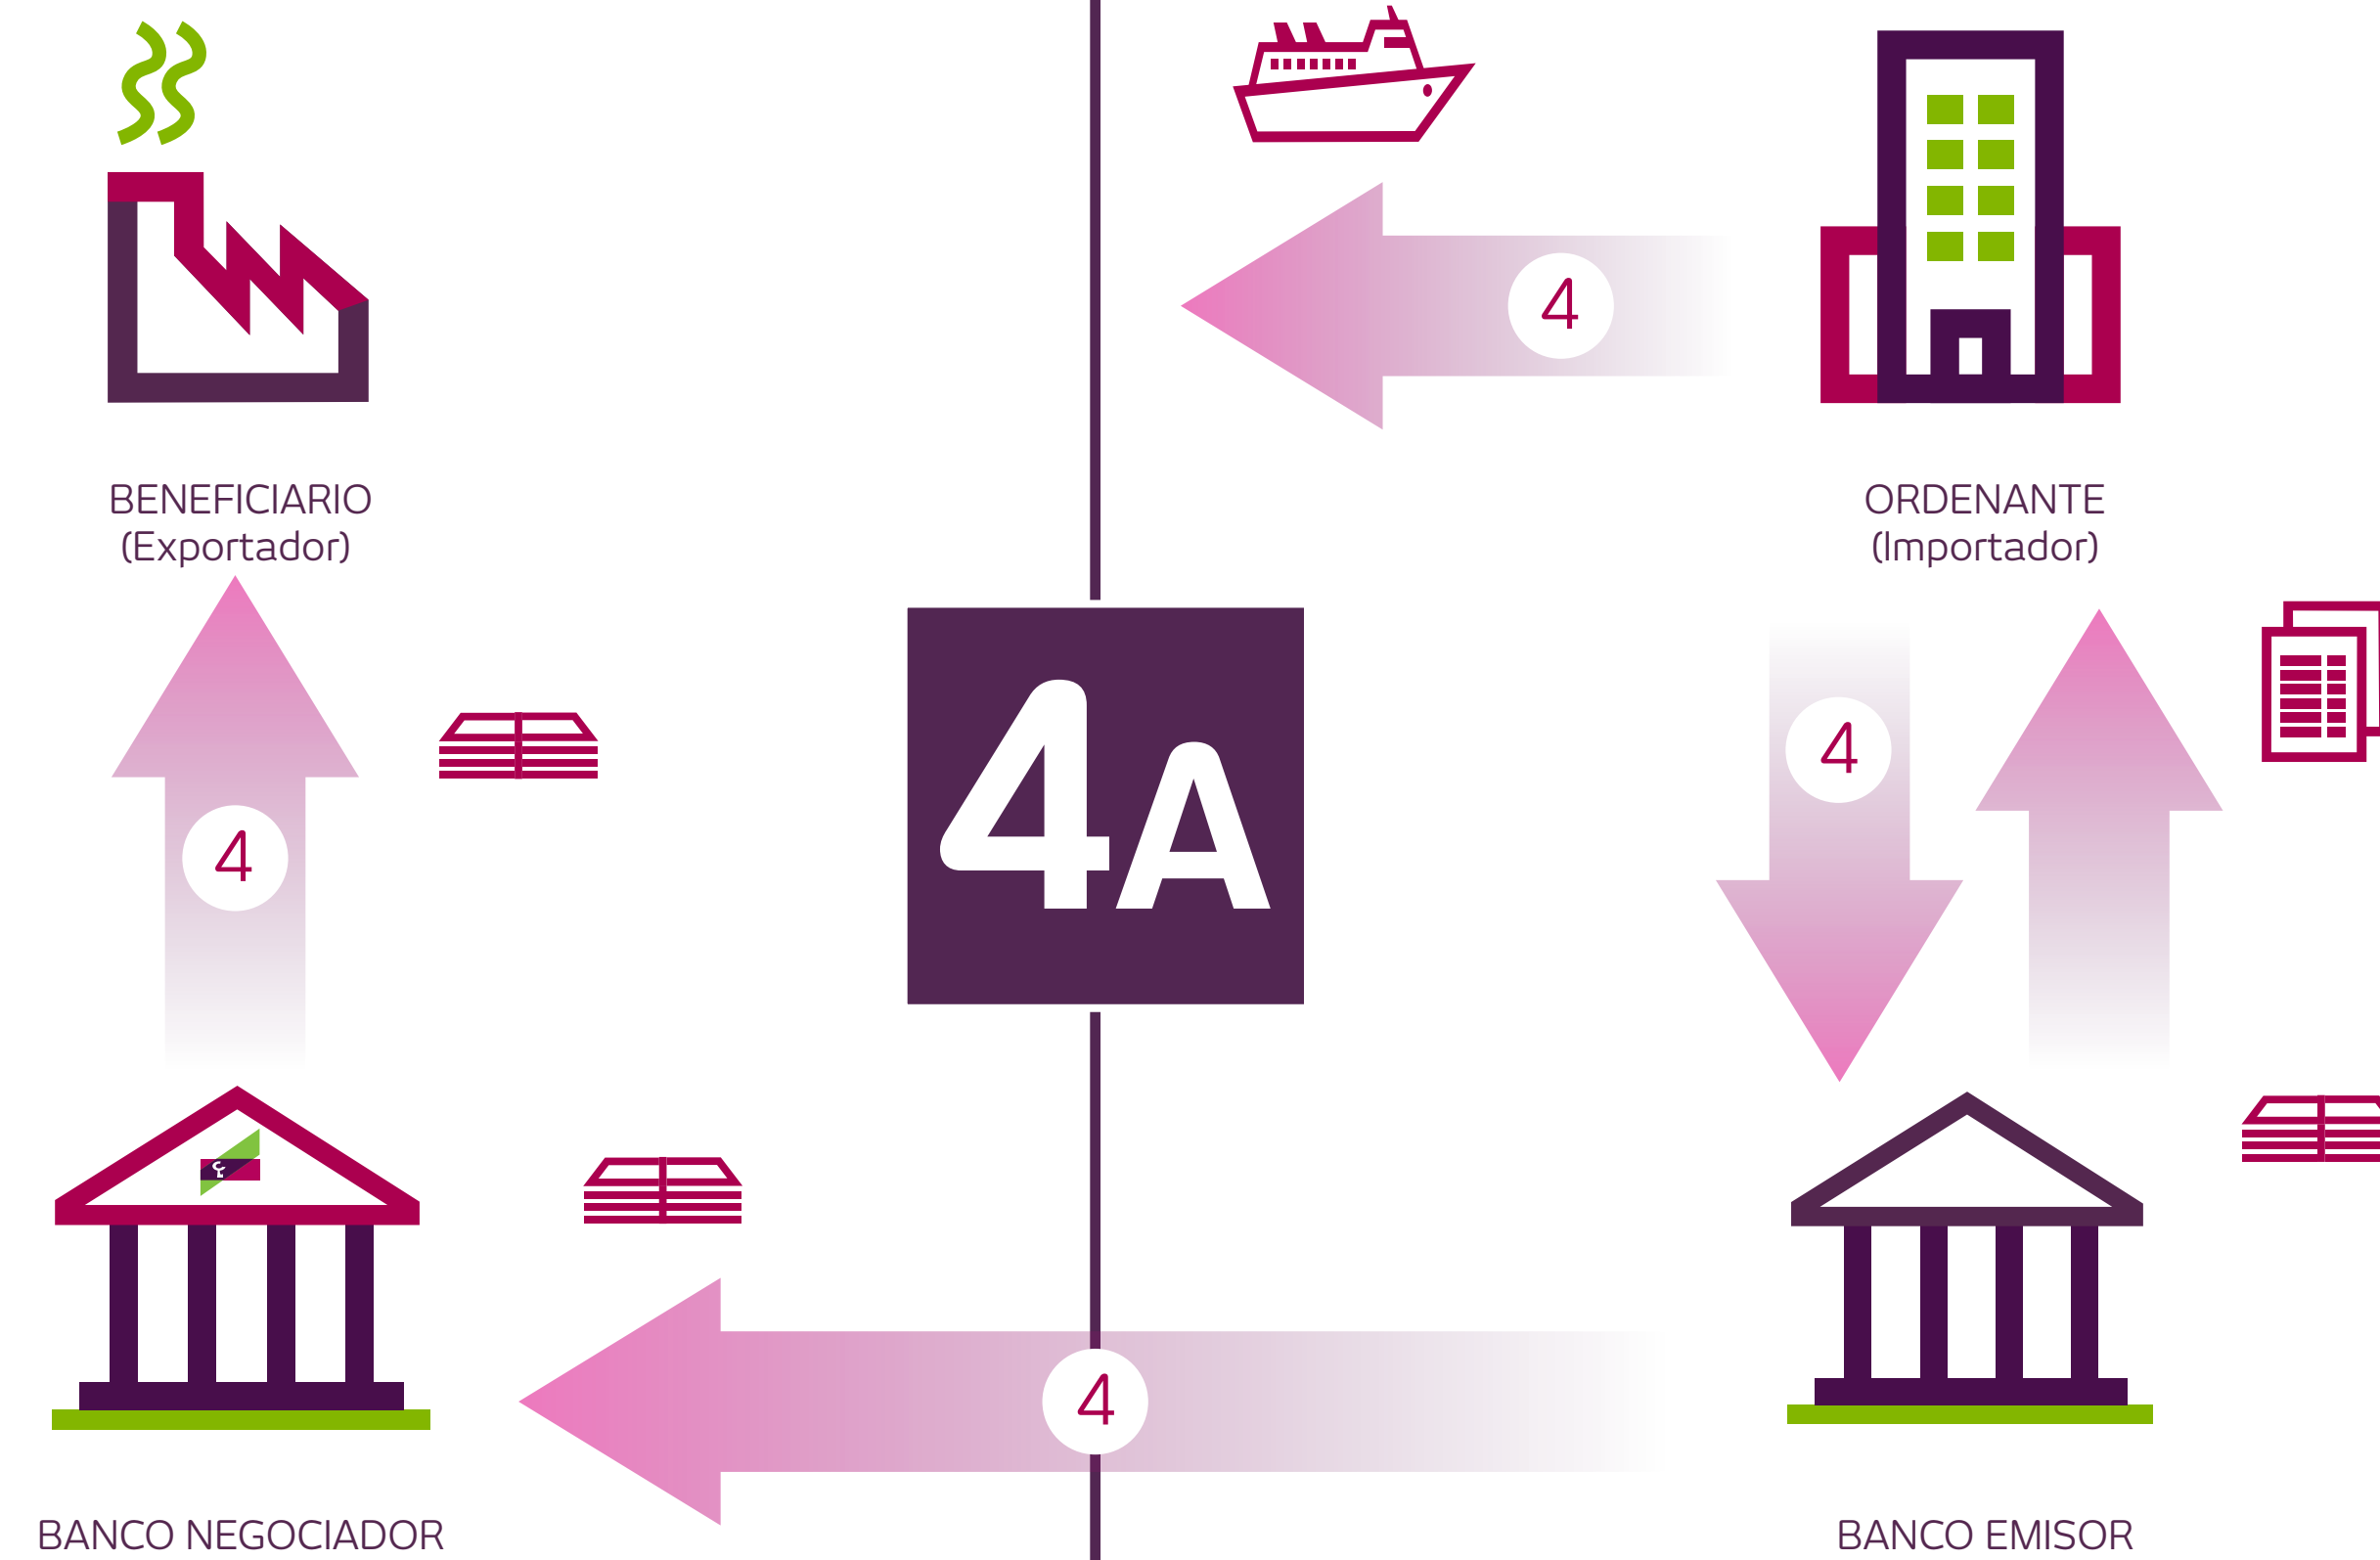 4
BENEFICIARIO
(Exportador)
ORDENANTE
(Importador)
4
4A
4
4
BANCO NEGOCIADOR
BANCO EMISOR